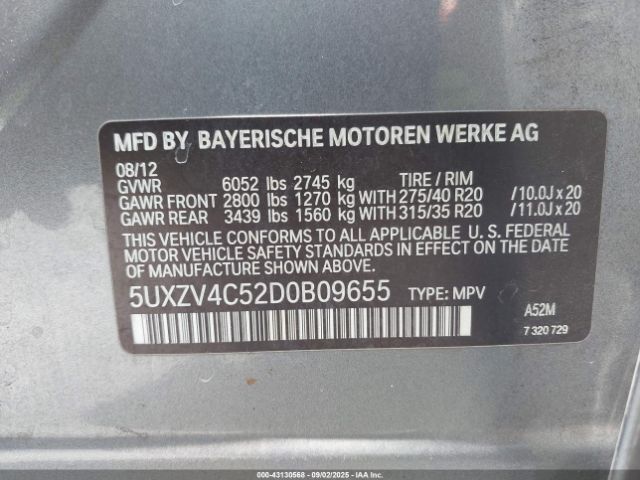 MFD BY BAYERISCHE MOTOREN WERKE AG
08/12
GVWR 6052 lbs 2745 kg TIRE / RIM
GAWR FRONT 2800 lbs 1270 kg WITH 275/40 R20 / 10.0J x 20
GAWR REAR 3439 lbs 1560 kg WITH 315/35 R20 / 11.0J x 20
THIS VEHICLE CONFORMS TO ALL APPLICABLE U. S. FEDERAL
MOTOR VEHICLE SAFETY STANDARDS IN EFFECT ON THE DATE
OF MANUFACTURE SHOWN ABOVE.
5UXZV4C52D0B09655 TYPE: MPV
A52M
7 320 729
000-43130568 - 09/02/2025 - COPYRIGHT IAA, LLC.